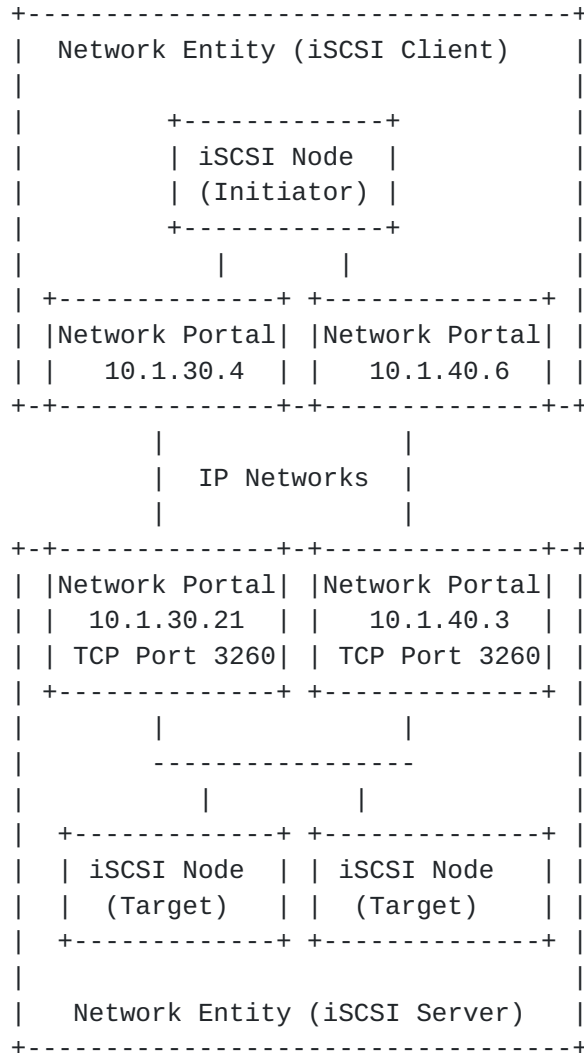 Network Entity (iSCSI Client)
iSCSI Node
(Initiator)
Network Portal Network Portal
10.1.30.4 10.1.40.6
IP Networks
Network Portal Network Portal
10.1.30.21 10.1.40.3
TCP Port 3260 TCP Port 3260
iSCSI Node iSCSI Node
(Target) (Target)
Network Entity (iSCSI Server)